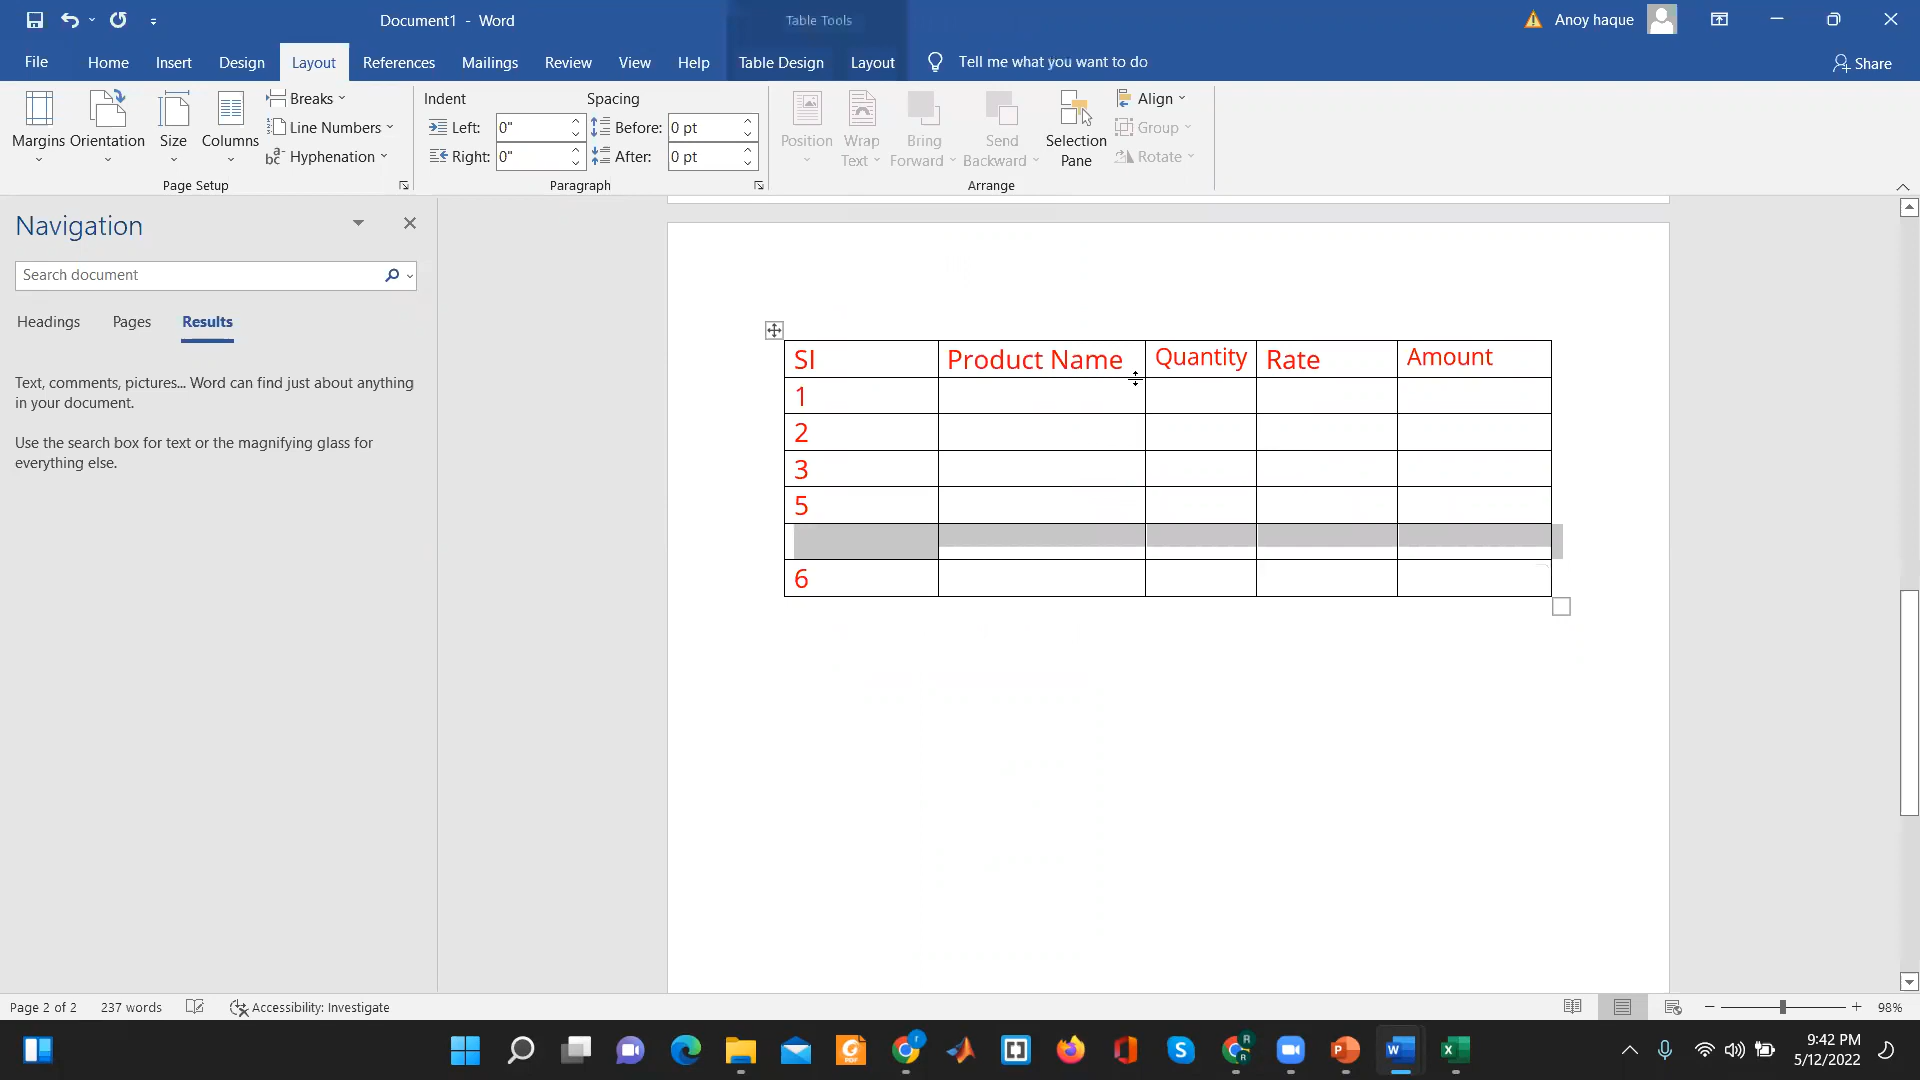 Document1 - Word
Table Tools
Anoy haque
File
Home
Insert
Design
Layout
References
Mailings
Review
View
Help
Table Design
Layout
Tell me what you want to do
Share
Margins
Orientation
Size
Columns
Breaks
Line Numbers
Hyphenation
Page Setup
Indent
Left: 0"
Right: 0"
Spacing
Before: 0 pt
After: 0 pt
Paragraph
Position
Wrap
Text
Bring
Forward
Send
Backward
Selection
Pane
Align
Group
Rotate
Arrange
Navigation
Search document
Headings
Pages
Results
Text, comments, pictures... Word can find just about anything
in your document.
Use the search box for text or the magnifying glass for
everything else.
SI Product Name Quantity Rate Amount
1
2
3
5
6
Page 2 of 2
237 words
Accessibility: Investigate
98%
9:42 PM
5/12/2022